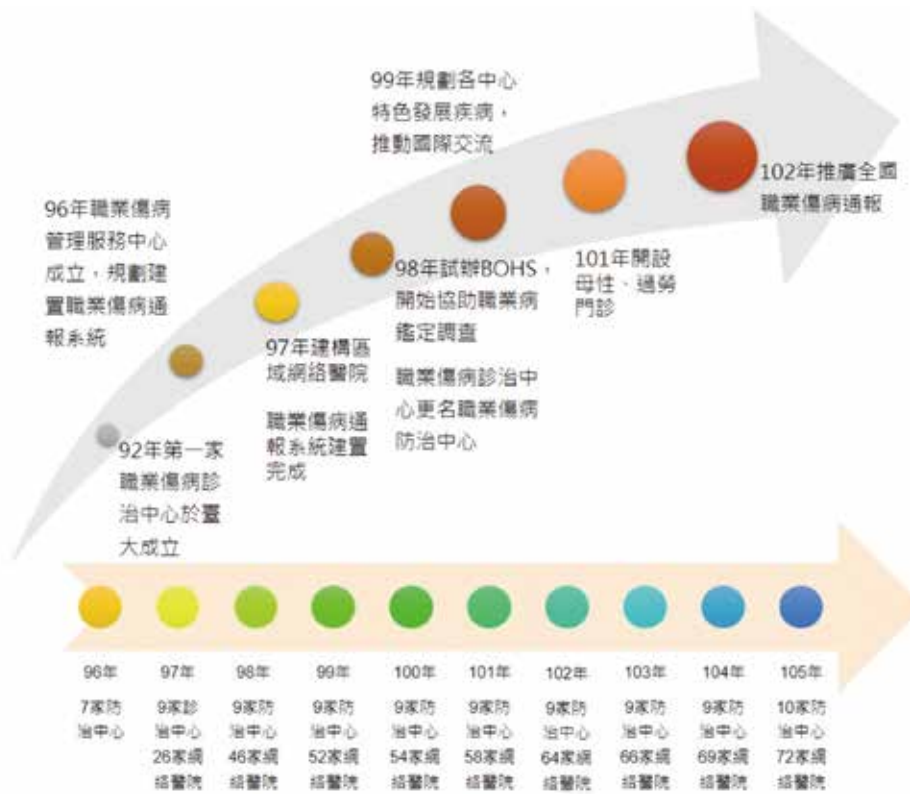 99年規劃各中心
特色發展疾病，
推動國際交流
102年推廣全國
職業傷病通報
96年職業傷病
管理服務中心
成立，規劃建
置職業傷病通
報系統
98年試辦BOHS，
開始協助職業病
鑑定調查
職業傷病診治中
心更名職業傷病
防治中心
101年開設
母性、過勞
門診
97年建構區
域網絡醫院
職業傷病通
報系統建置
完成
92年第一家
職業傷病診
治中心於臺
大成立
96年
97年
98年
99年
100年
101年
102年
103年
104年
105年
7家防
治中心
9家診
治中心
26家網
絡醫院
9家防
治中心
46家網
絡醫院
9家防
治中心
52家網
絡醫院
9家防
治中心
54家網
絡醫院
9家防
治中心
58家網
絡醫院
9家防
治中心
64家網
絡醫院
9家防
治中心
66家網
絡醫院
9家防
治中心
69家網
絡醫院
10家防
治中心
72家網
絡醫院